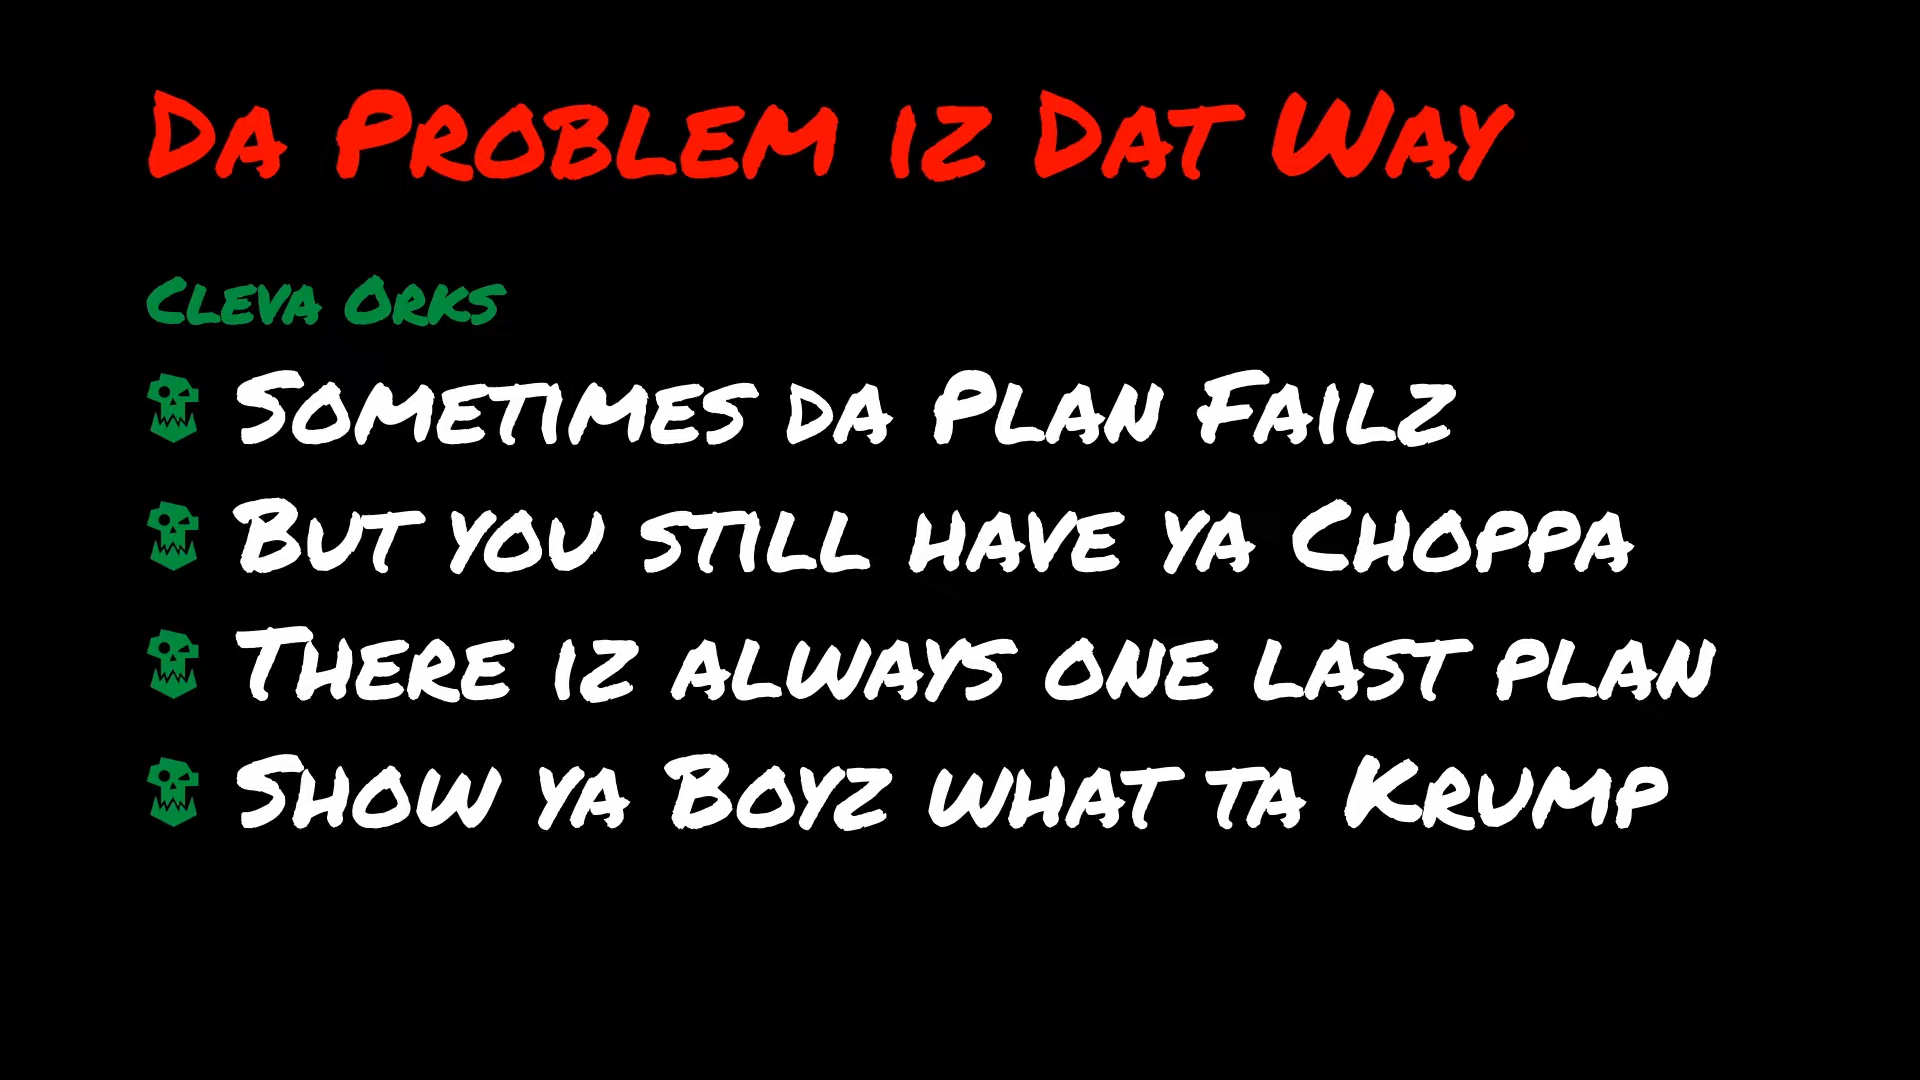 Da Problem iz Dat Way
Cleva Orks
Sometimes da Plan Failz
But you still have ya Choppa
There iz always one last plan
Show ya Boyz what ta Krump